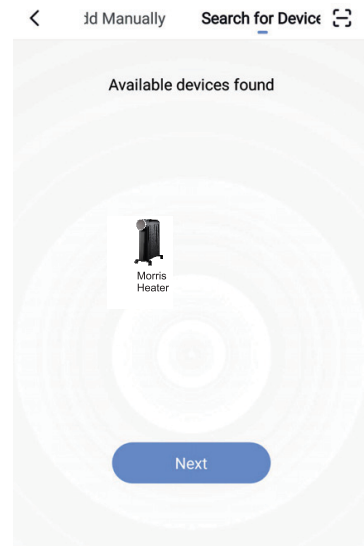 dd Manually Search for Device
Available devices found
Morris
Heater
Next